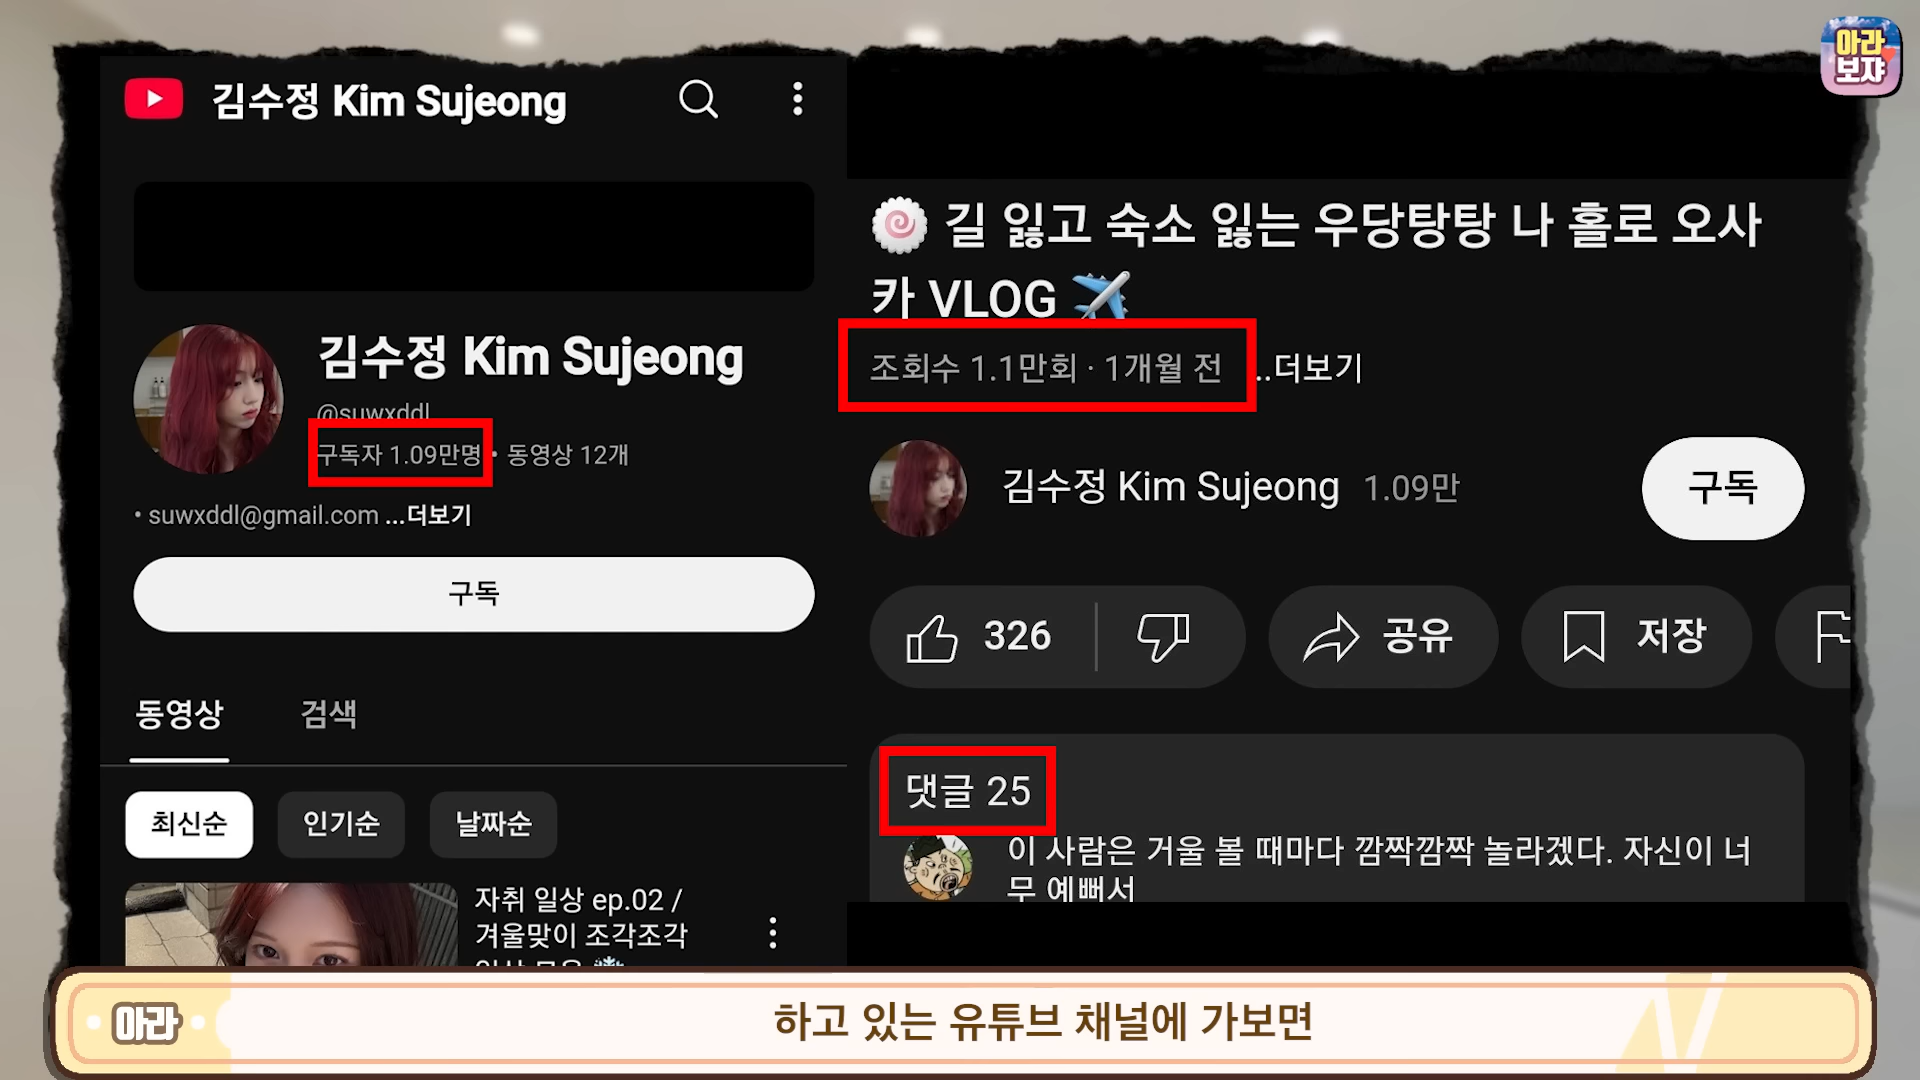 아라
보쟈
김수정 Kim Sujeong
김수정 Kim Sujeong
@suwxddl
구독자 1.09만명 • 동영상 12개
• suwxddl@gmail.com ...더보기
구독
동영상 검색
최신순 인기순 날짜순
자취 일상 ep.02 /
겨울맞이 조각조각
🍥 길 잃고 숙소 잃는 우당탕탕 나 홀로 오사
카 VLOG ✈️
조회수 1.1만회 · 1개월 전 ...더보기
김수정 Kim Sujeong 1.09만
구독
326 공유 저장
댓글 25
이 사람은 거울 볼 때마다 깜짝깜짝 놀라겠다. 자신이 너
무 예뻐서
아라
하고 있는 유튜브 채널에 가보면